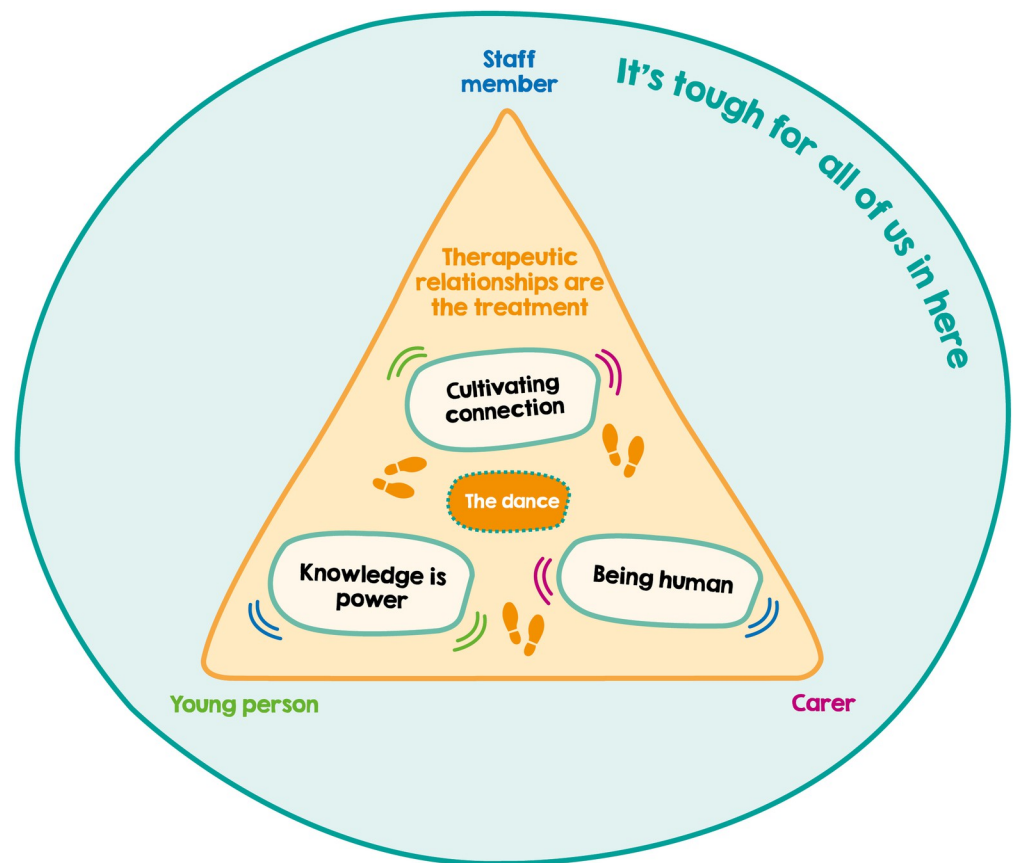 Staff
member
It's tough for all of us in here
Therapeutic
relationships are
the treatment
Cultivating
connection
The dance
Knowledge is
power
Being human
Young person
Carer